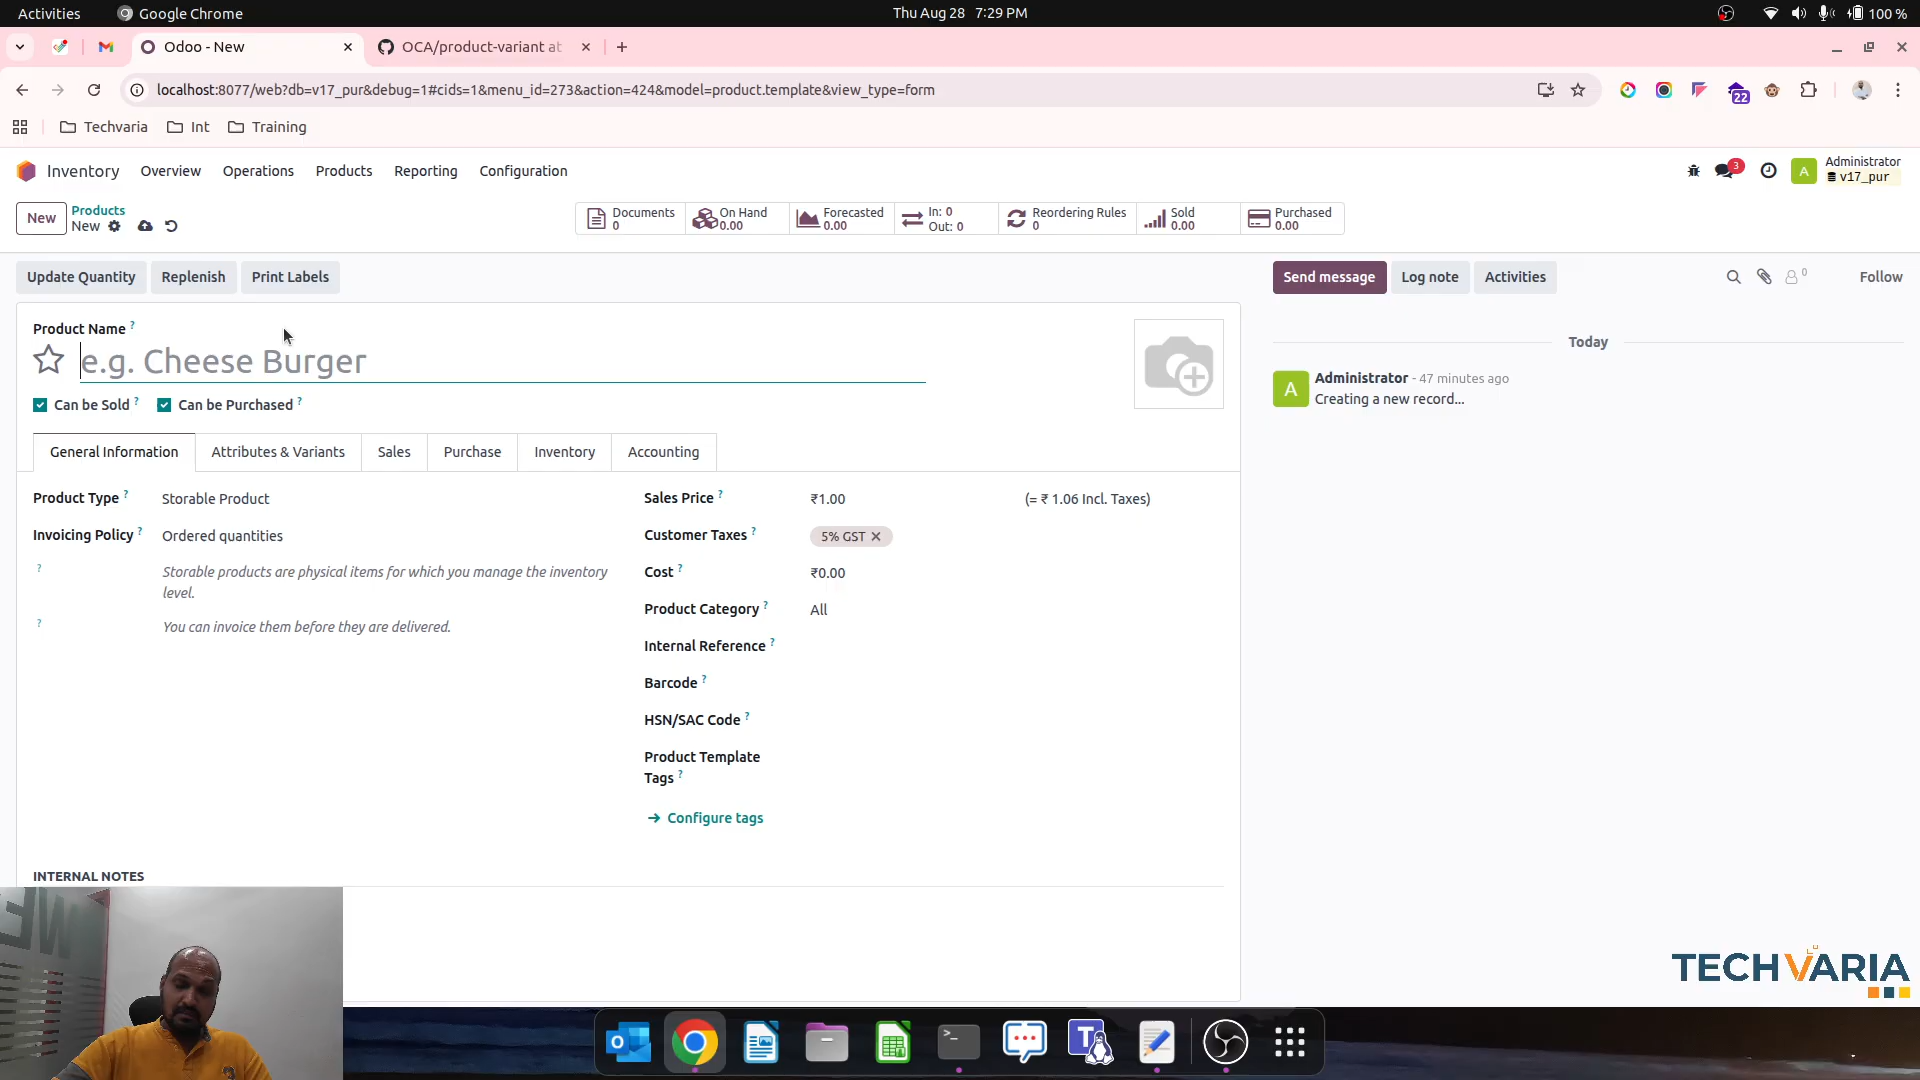 Activities
Google Chrome
Thu Aug 28 7:29 PM
100 %
Odoo - New
OCA/product-variant at
localhost:8077/web?db=v17_pur&debug=1#cids=1&menu_id=273&action=424&model=product.template&view_type=form
22
Techvaria
Int
Training
Inventory
Overview
Operations
Products
Reporting
Configuration
3
A
Administrator
v17_pur
New
Products
New
Documents
0
On Hand
0.00
Forecasted
0.00
In: 0
Out: 0
Reordering Rules
0
Sold
0.00
Purchased
0.00
Update Quantity
Replenish
Print Labels
Send message
Log note
Activities
0
Follow
Product Name ?
e.g. Cheese Burger
Can be Sold ?
Can be Purchased ?
Today
A
Administrator - 47 minutes ago
Creating a new record...
General Information
Attributes & Variants
Sales
Purchase
Inventory
Accounting
Product Type ?
Storable Product
Sales Price ?
₹1.00
(= ₹ 1.06 Incl. Taxes)
Invoicing Policy ?
Ordered quantities
Customer Taxes ?
5% GST
?
Storable products are physical items for which you manage the inventory
level.
Cost ?
₹0.00
?
You can invoice them before they are delivered.
Product Category ?
All
Internal Reference ?
Barcode ?
HSN/SAC Code ?
Product Template
Tags ?
Configure tags
INTERNAL NOTES
TECHVARIA